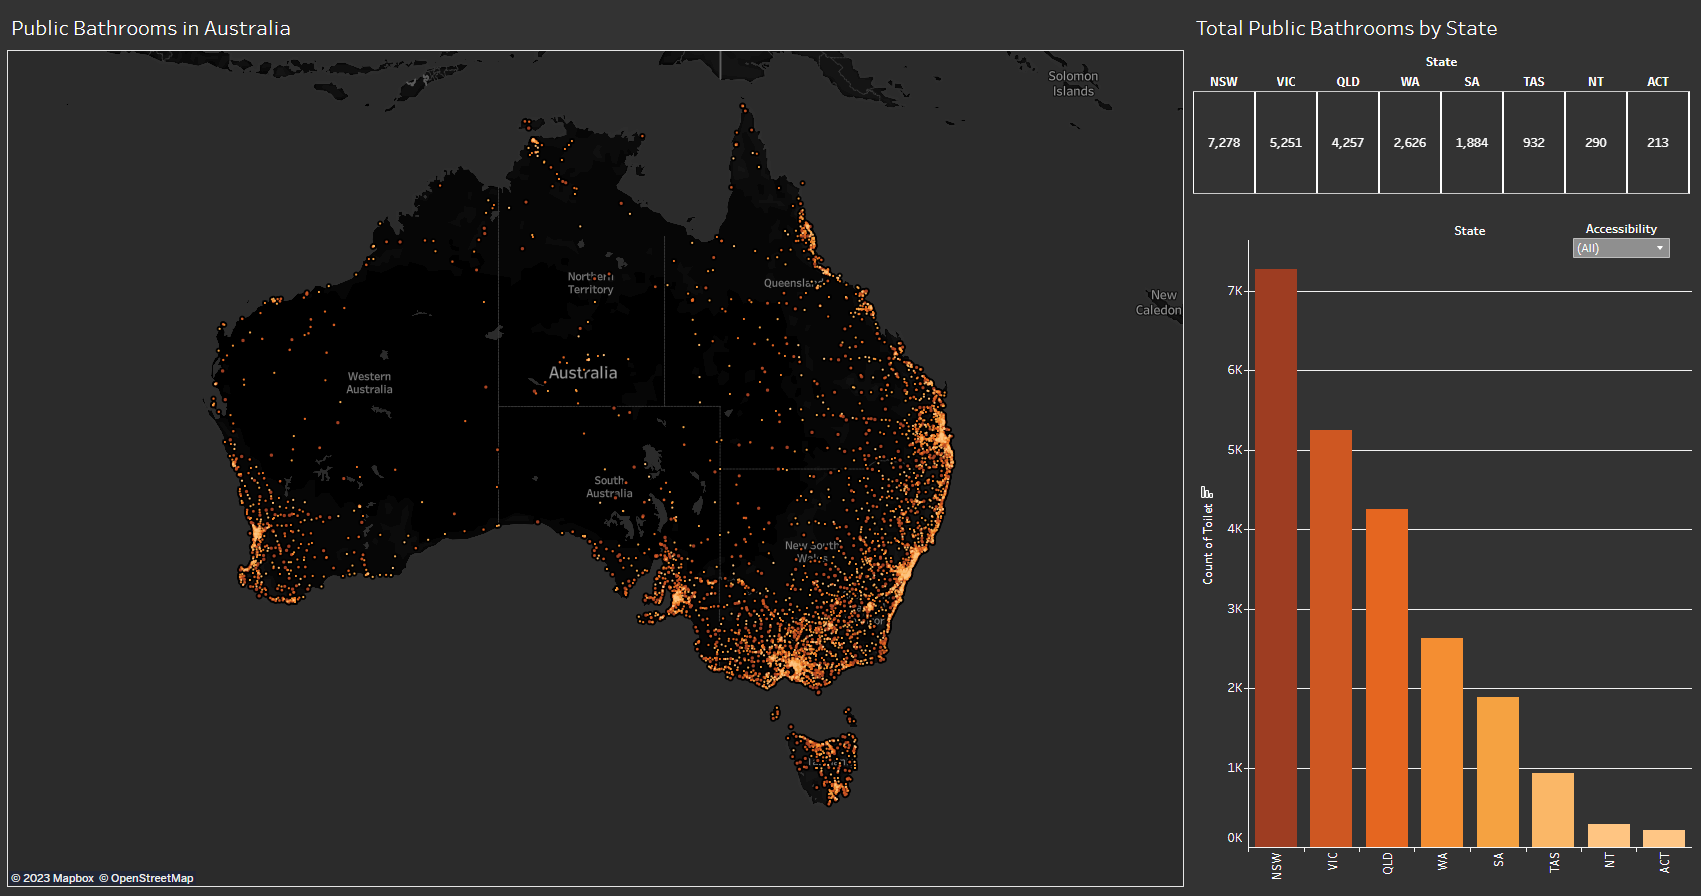 Public Bathrooms in Australia
Total Public Bathrooms by State
State
NSW VIC QLD WA SA TAS NT ACT
7,278 5,251 4,257 2,626 1,884 932 290 213
Solomon
Islands
New
Caledon
Northern
Territory
Queensland
Western
Australia
Australia
South
Australia
New South
Wales
© 2023 Mapbox © OpenStreetMap
State
Accessibility
(All)
Count of Toilet
7K
6K
5K
4K
3K
2K
1K
0K
NSW VIC QLD WA SA TAS NT ACT